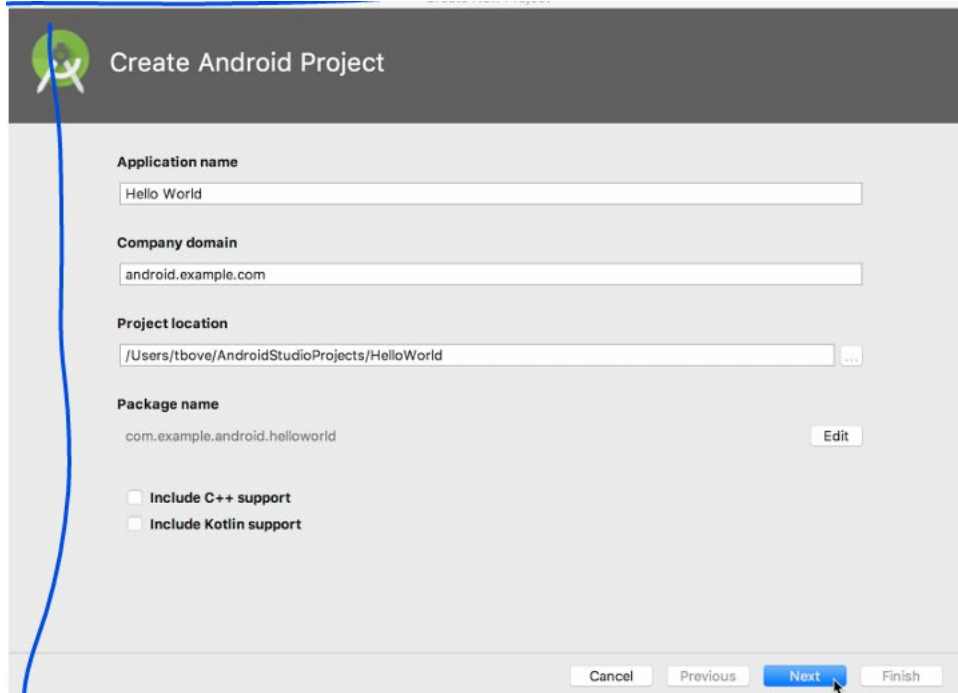 Create Android Project
Application name
Hello World
Company domain
android.example.com
Project location
/Users/tbove/AndroidStudioProjects/HelloWorld
...
Package name
com.example.android.helloworld
Edit
Include C++ support
Include Kotlin support
Cancel Previous Next Finish